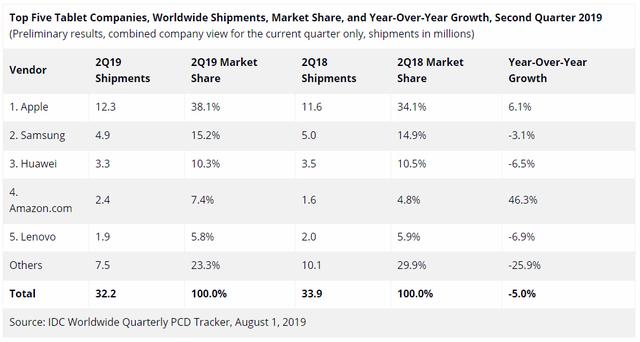 Top Five Tablet Companies, Worldwide Shipments, Market Share, and Year-Over-Year Growth, Second Quarter 2019
(Preliminary results, combined company view for the current quarter only, shipments in millions)
Vendor 2Q19 Shipments 2Q19 Market Share 2Q18 Shipments 2Q18 Market Share Year-Over-Year Growth
1. Apple 12.3 38.1% 11.6 34.1% 6.1%
2. Samsung 4.9 15.2% 5.0 14.9% -3.1%
3. Huawei 3.3 10.3% 3.5 10.5% -6.5%
4. Amazon.com 2.4 7.4% 1.6 4.8% 46.3%
5. Lenovo 1.9 5.8% 2.0 5.9% -6.9%
Others 7.5 23.3% 10.1 29.9% -25.9%
Total 32.2 100.0% 33.9 100.0% -5.0%
Source: IDC Worldwide Quarterly PCD Tracker, August 1, 2019